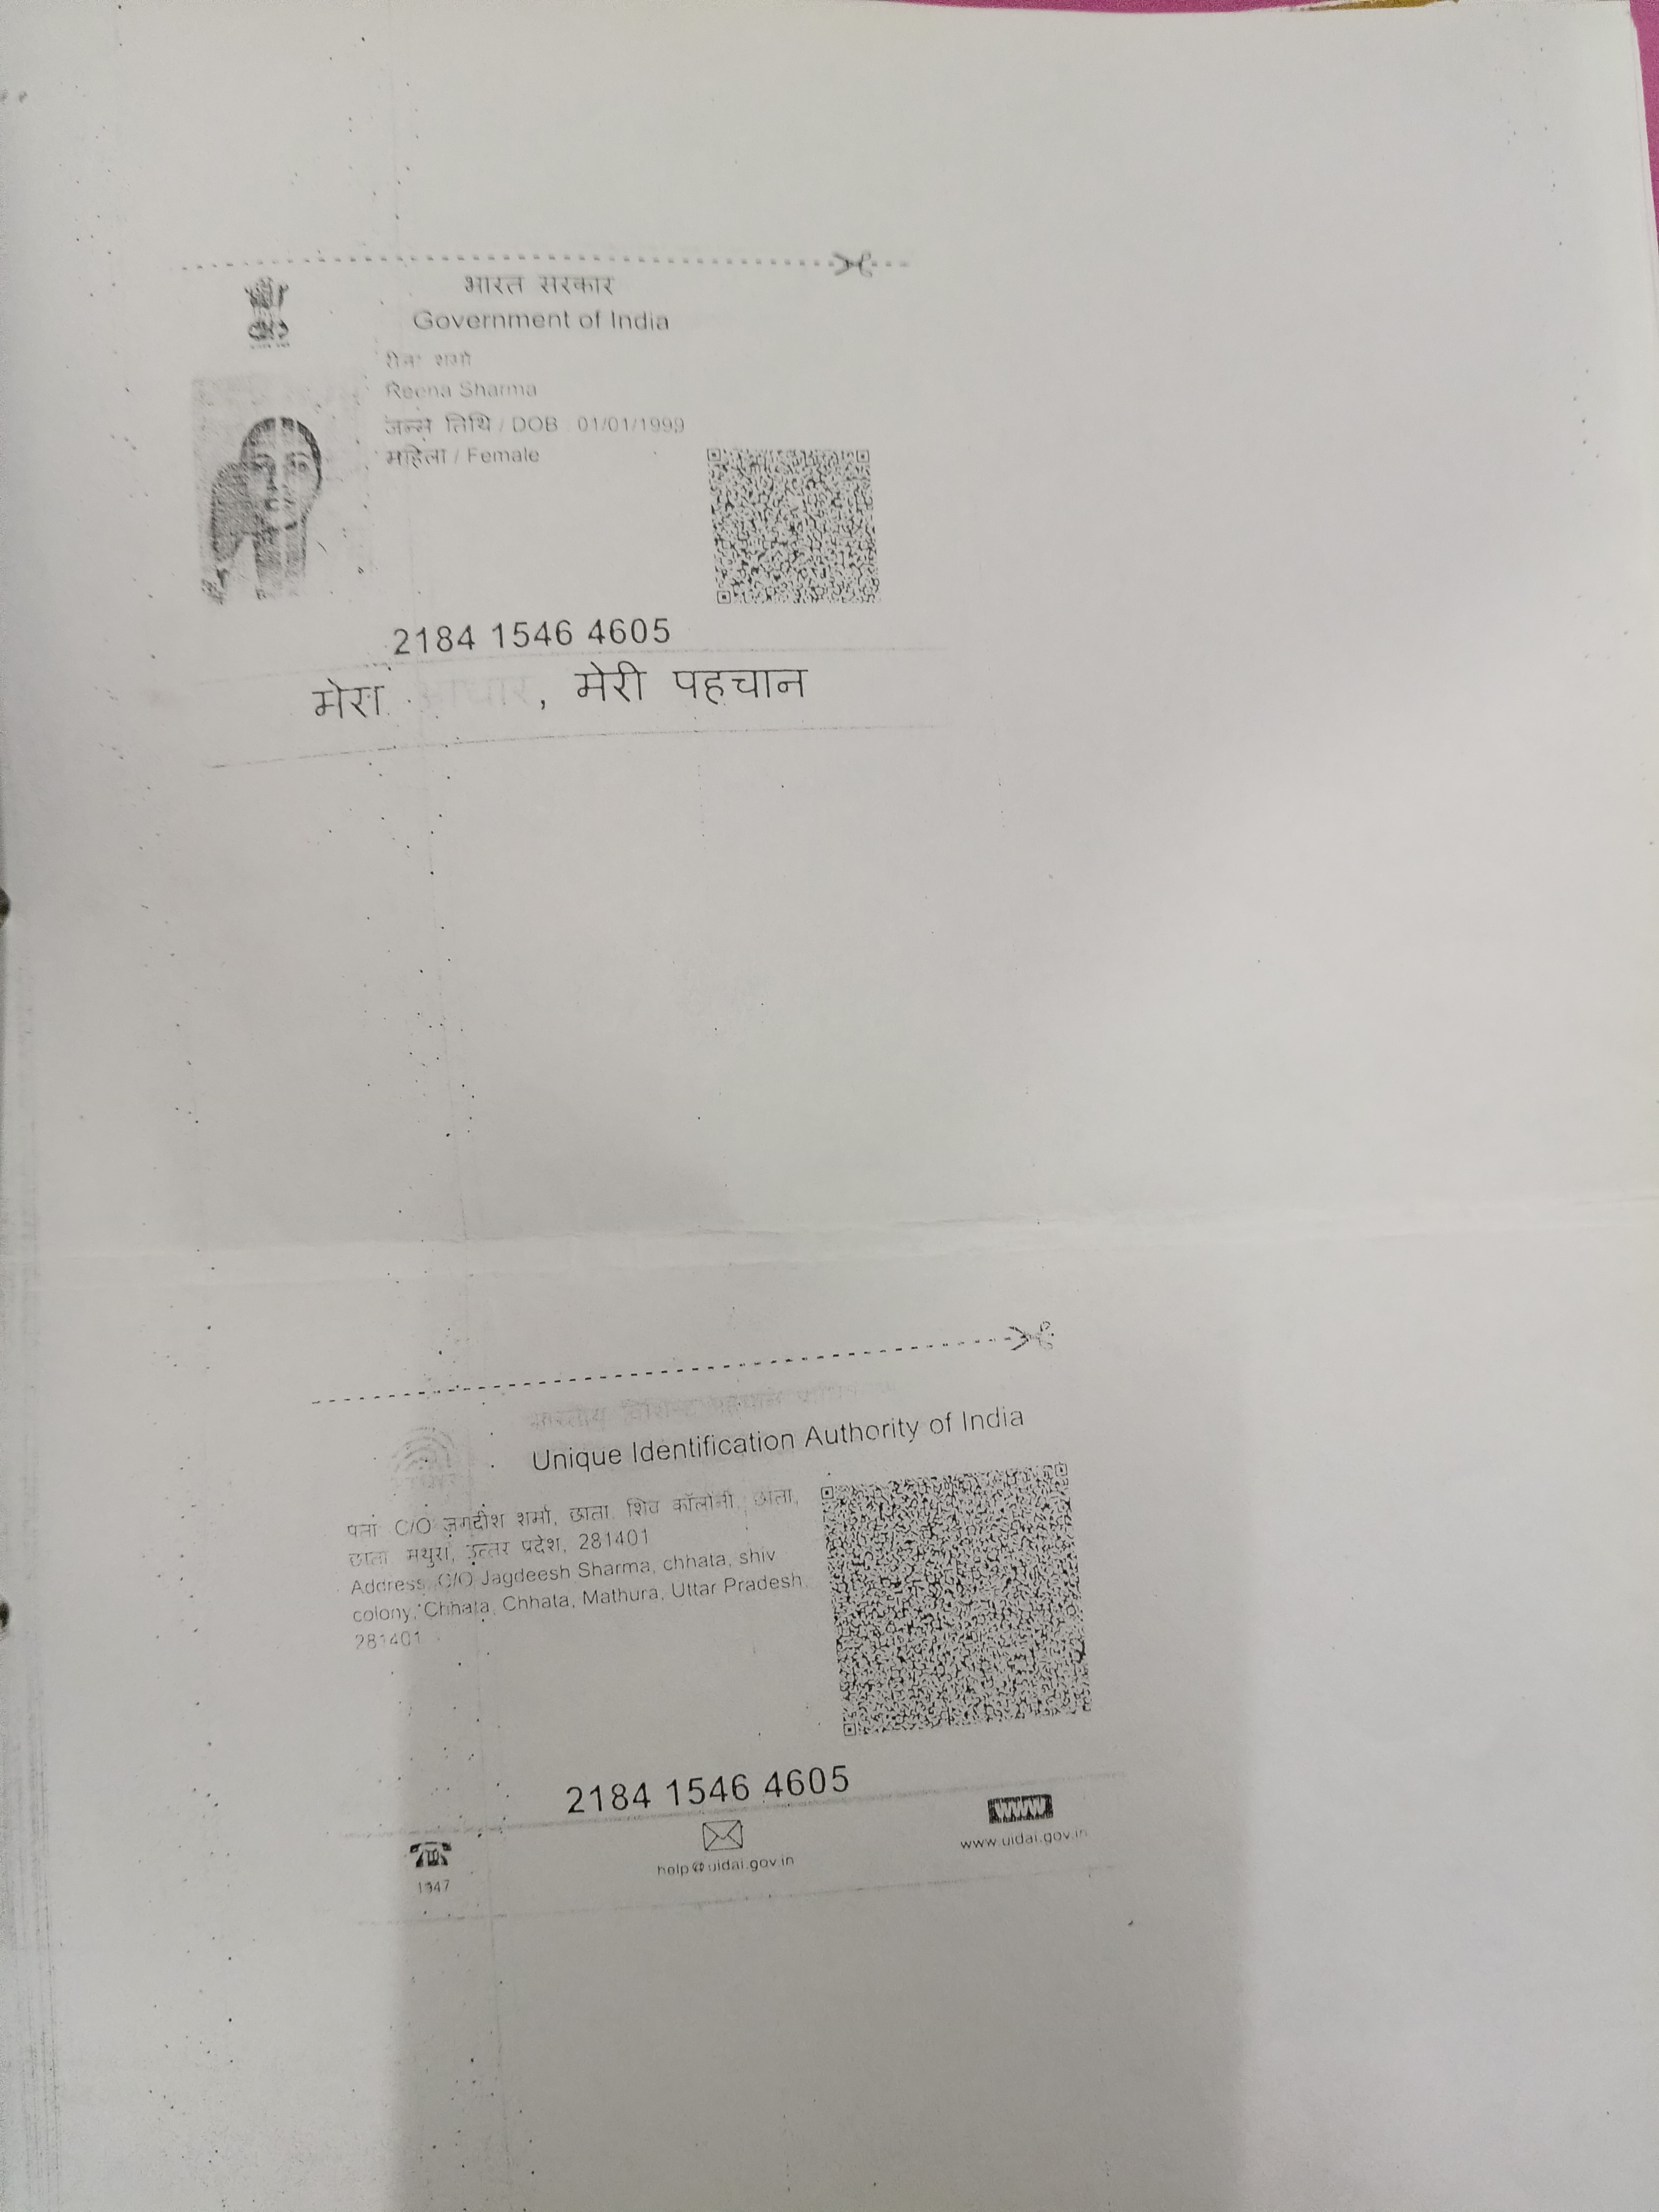 भारत सरकार
Government of India
रीना शर्मा
Reena Sharma
जन्म तिथि / DOB 01/01/1999
महिला / Female
2184 1546 4605
मेरा आधार, मेरी पहचान
भारतीय विशिष्ट पहचान
Unique Identification Authority of India
पता C/O जगदीश शर्मा, छाता, शिव कॉलोनी, छाता,
छाता मथुरा, उत्तर प्रदेश, 281401
Address C/O Jagdeesh Sharma, chhata, shiv
colony, Chhata, Chhata, Mathura, Uttar Pradesh,
281401
2184 1546 4605
1947
help@uidai.gov.in
WWW
www.uidai.gov.in